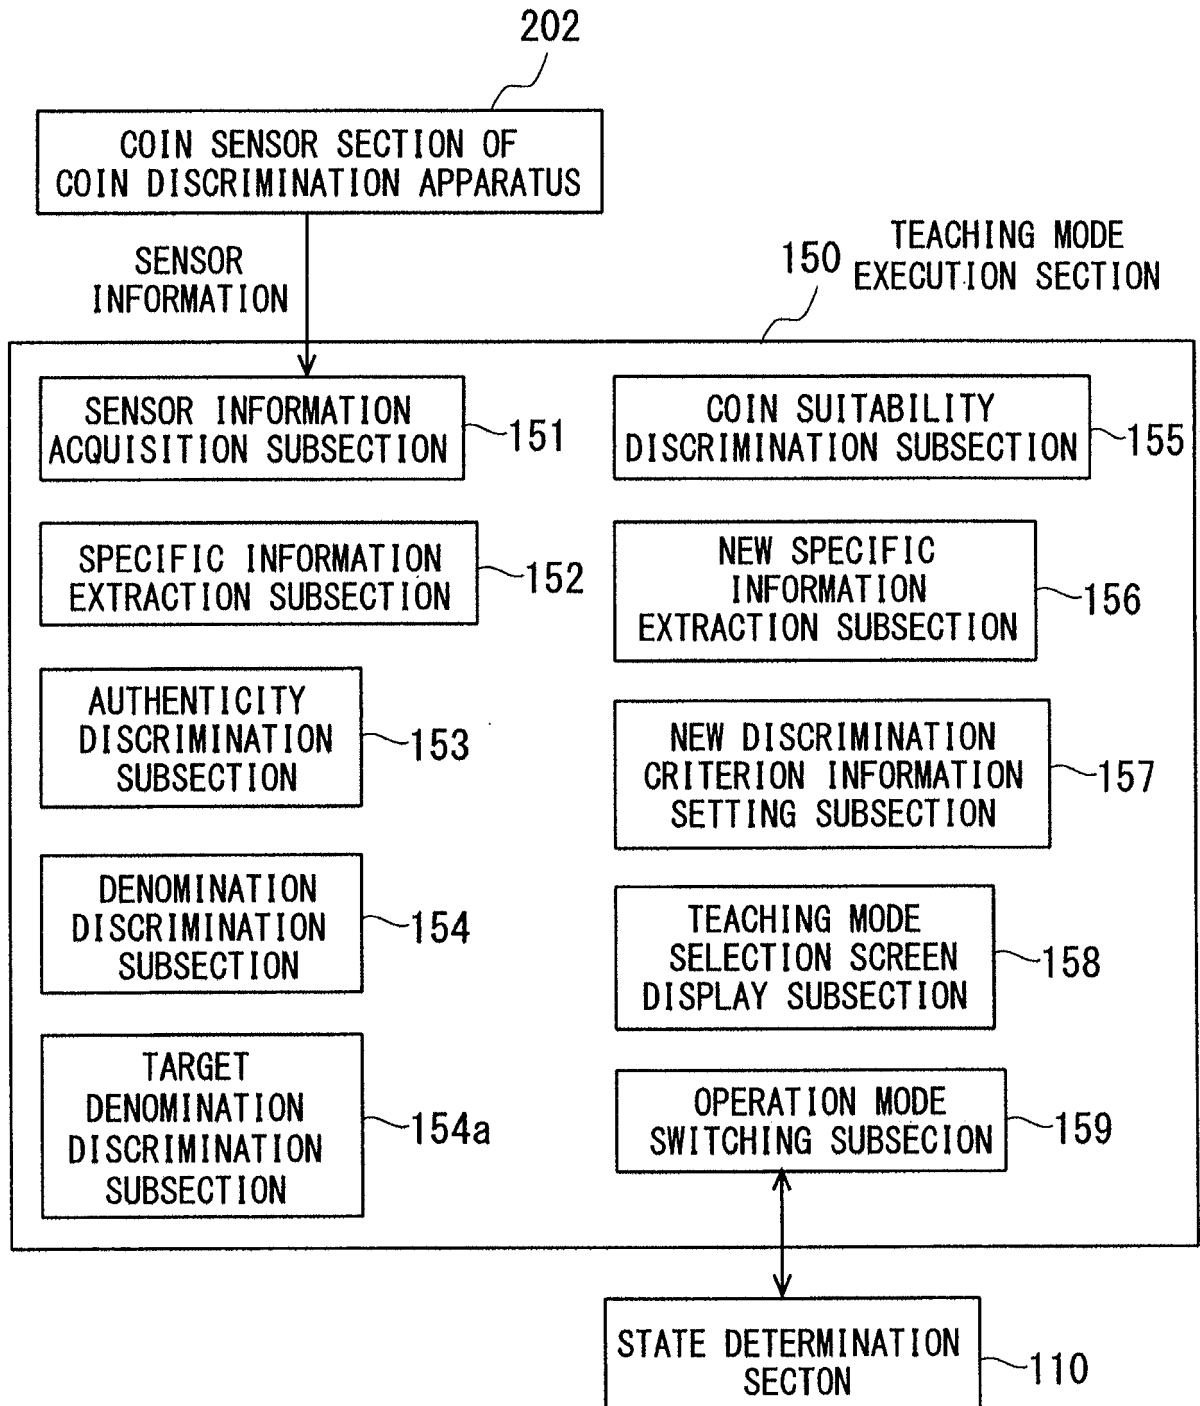 202
COIN SENSOR SECTION OF
COIN DISCRIMINATION APPARATUS
SENSOR
INFORMATION
TEACHING MODE
EXECUTION SECTION
150
SENSOR INFORMATION
ACQUISITION SUBSECTION
151
SPECIFIC INFORMATION
EXTRACTION SUBSECTION
152
AUTHENTICITY
DISCRIMINATION
SUBSECTION
153
DENOMINATION
DISCRIMINATION
SUBSECTION
154
TARGET
DENOMINATION
DISCRIMINATION
SUBSECTION
154a
COIN SUITABILITY
DISCRIMINATION SUBSECTION
155
NEW SPECIFIC
INFORMATION
EXTRACTION SUBSECTION
156
NEW DISCRIMINATION
CRITERION INFORMATION
SETTING SUBSECTION
157
TEACHING MODE
SELECTION SCREEN
DISPLAY SUBSECTION
158
OPERATION MODE
SWITCHING SUBSECION
159
STATE DETERMINATION
SECTON
110